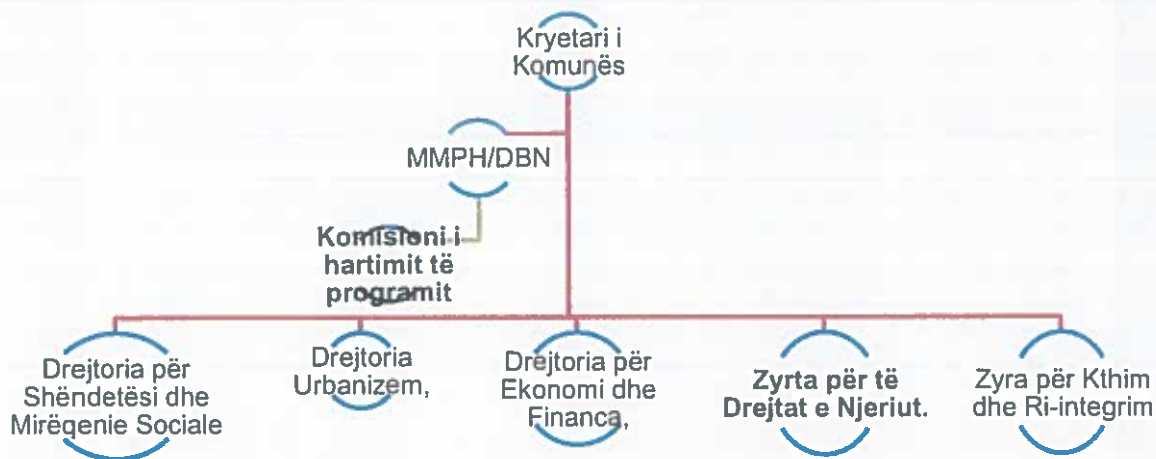 Kryetari i
Komunës
MMPH/DBN
Komisioni i
hartimit të
programit
Drejtoria për
Shëndetësi dhe
Mirëqenie Sociale
Drejtoria
Urbanizem,
Drejtoria për
Ekonomi dhe
Financa,
Zyrta për të
Drejtat e Njeriut.
Zyra për Kthim
dhe Ri-integrim